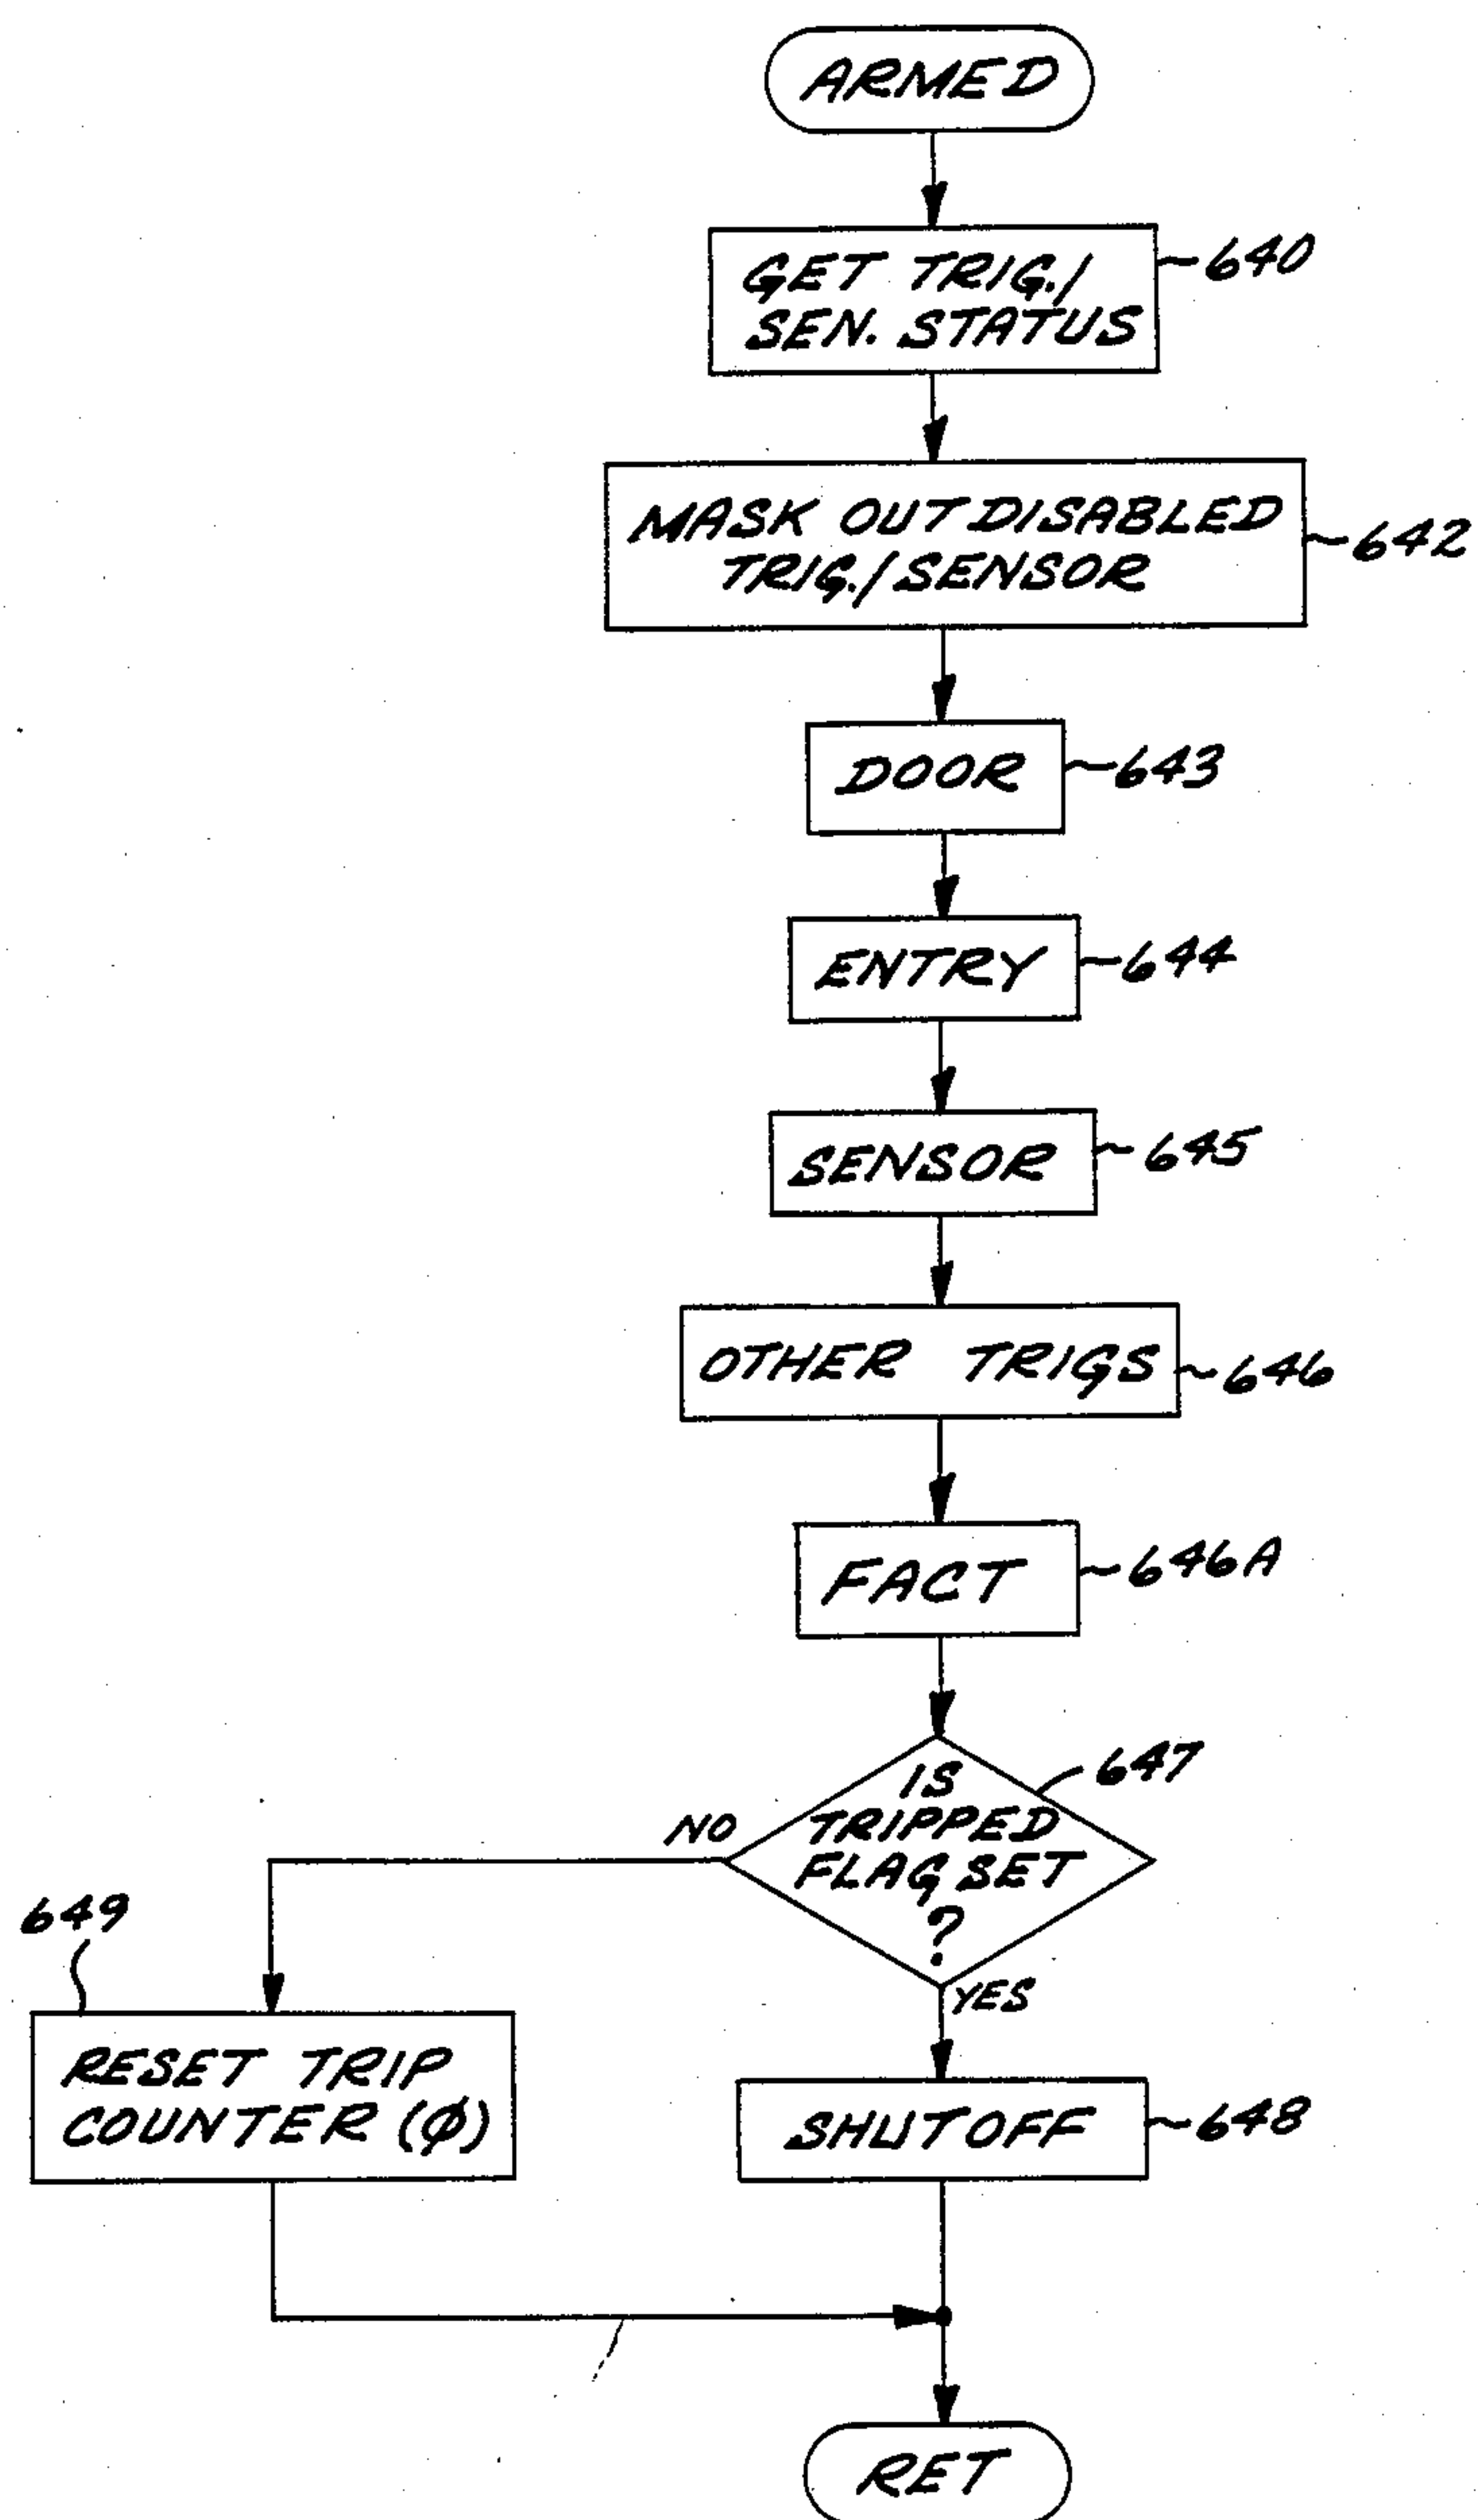 ARMED
GET TRIG./
SEN. STATUS
640
MASK OUT DISABLED
TRIG./SENSOR
642
DOOR
643
ENTRY
644
SENSOR
645
OTHER TRIGS
646
FACT
646A
IS
TRIPPED
FLAG SET
?
647
NO
YES
649
RESET TRIP
COUNTER (Ø)
SHUTOFF
648
RET